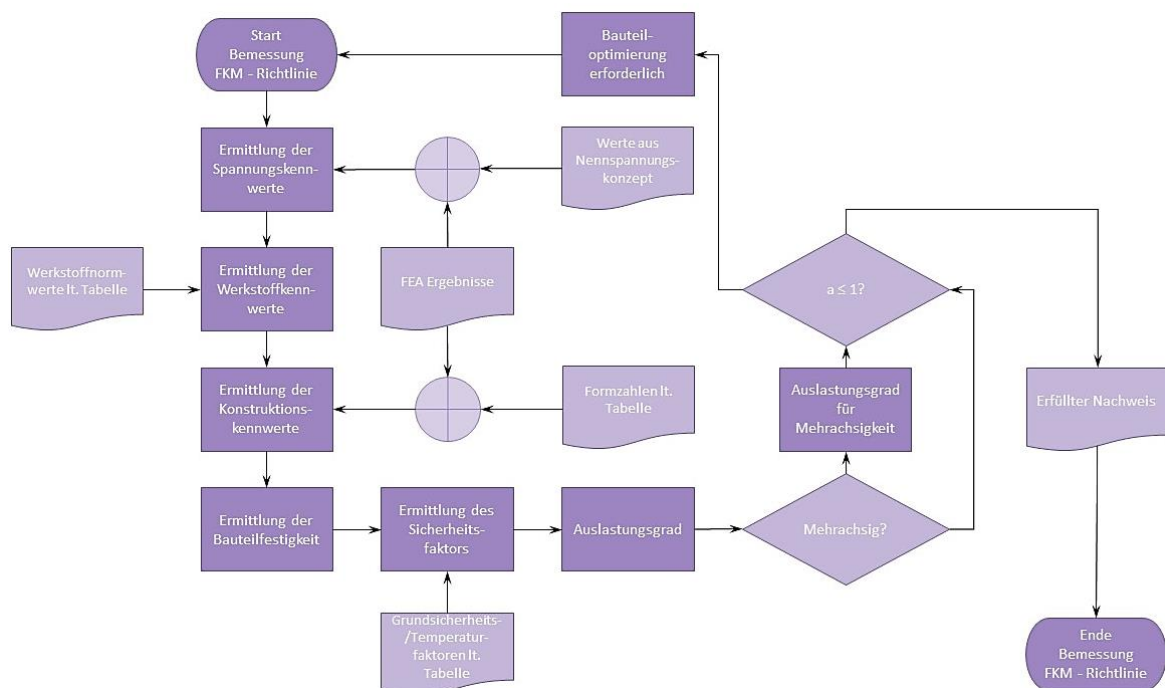 Start
Bemessung
FKM - Richtlinie
Bauteil-
optimierung
erforderlich
Ermittlung der
Spannungskenn-
werte
Werte aus
Nennspannungs-
konzept
Werkstoffnorm-
werte lt. Tabelle
Ermittlung der
Werkstoffkenn-
werte
FEA Ergebnisse
a ≤ 1?
Ermittlung der
Konstruktions-
kennwerte
Formzahlen lt.
Tabelle
Auslastungsgrad
für
Mehrachsigkeit
Erfüllter Nachweis
Ermittlung der
Bauteilfestigkeit
Ermittlung des
Sicherheits-
faktors
Auslastungsgrad
Mehrachsig?
Grundsicherheits-
/Temperatur-
faktoren lt.
Tabelle
Ende
Bemessung
FKM - Richtlinie